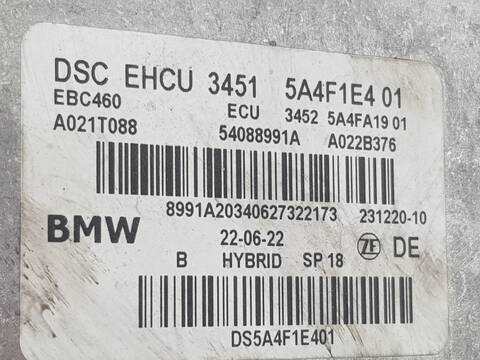 DSC EHCU 3451 5A4F1E4 01
EBC460 ECU 3452 5A4FA19 01
A021T088 54088991A A022B376
8991A20340627322173 231220-10
BMW 22-06-22 ZF DE
B HYBRID SP 18
DS5A4F1E401